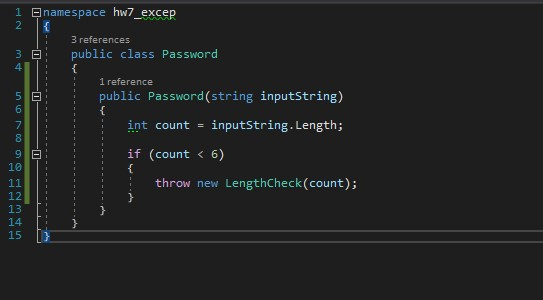 1 namespace hw7_excep
2 {
3 references
3 public class Password
4 {
1 reference
5 public Password(string inputString)
6 {
7 int count = inputString.Length;
8
9 if (count < 6)
10 {
11 throw new LengthCheck(count);
12 }
13 }
14 }
15 }